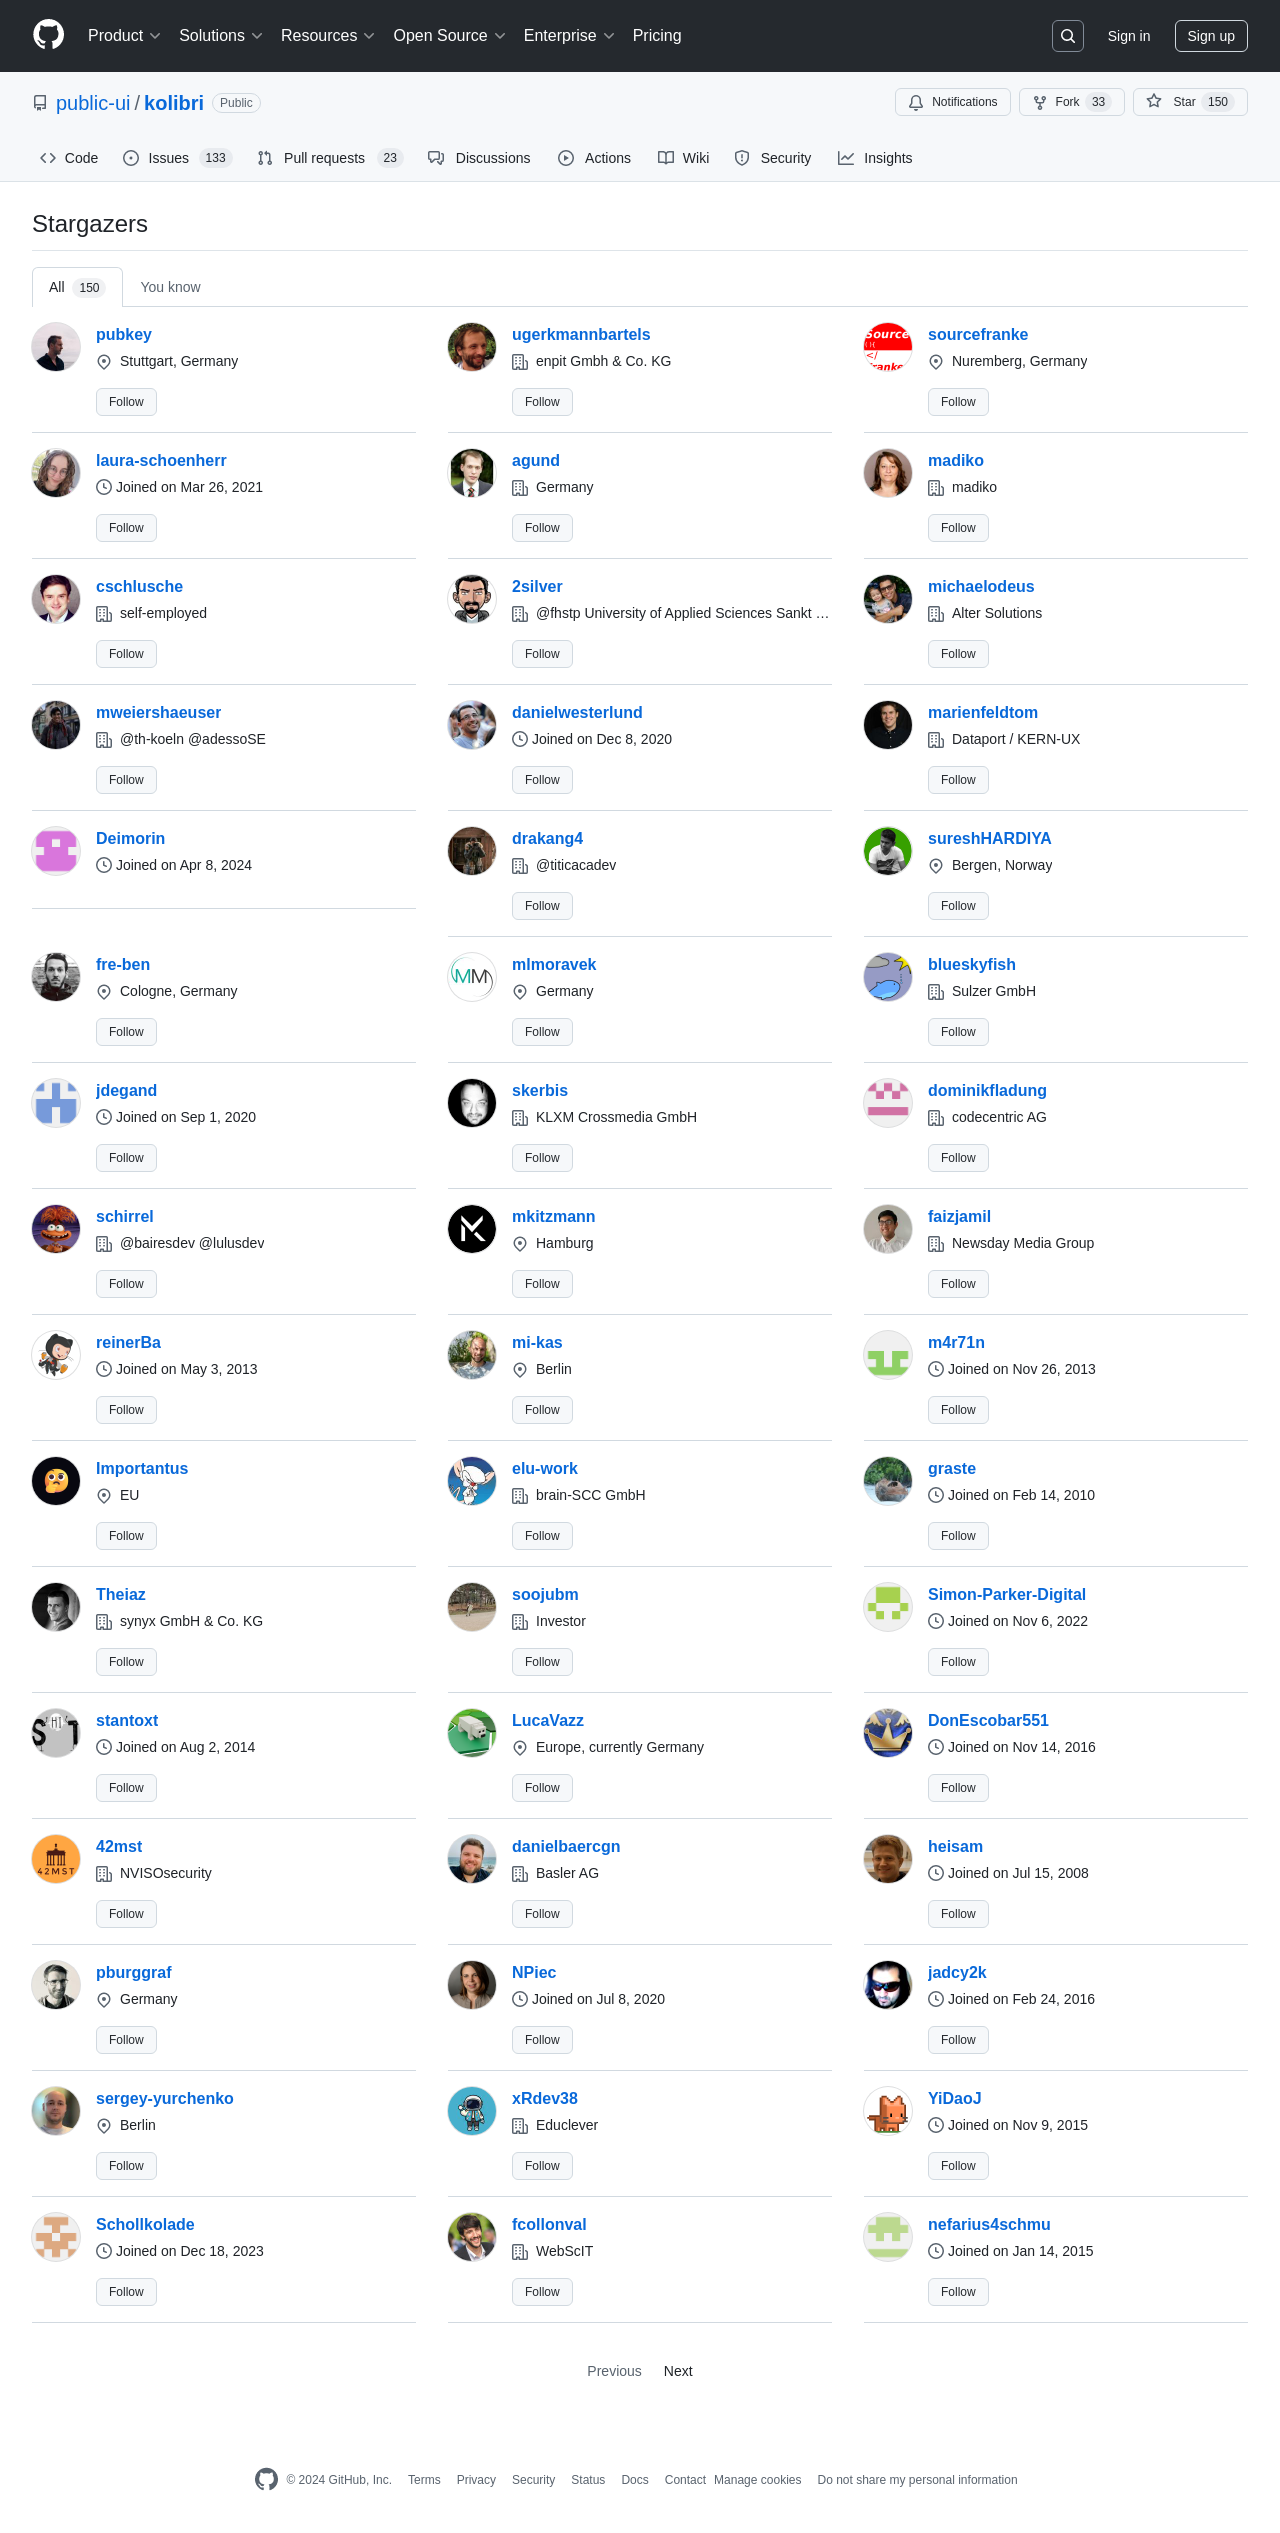 Product Solutions Resources Open Source Enterprise Pricing Sign in Sign up
public-ui / kolibri Public Notifications Fork 33 Star 150
Code Issues 133 Pull requests 23 Discussions Actions Wiki Security Insights
Stargazers
All 150 You know
pubkey ugerkmannbartels sourcefranke
Stuttgart, Germany enpit Gmbh & Co. KG Nuremberg, Germany
Follow Follow Follow
laura-schoenherr agund madiko
Joined on Mar 26, 2021 Germany madiko
Follow Follow Follow
cschlusche 2silver michaelodeus
self-employed @fhstp University of Applied Sciences Sankt … Alter Solutions
Follow Follow Follow
mweiershaeuser danielwesterlund marienfeldtom
@th-koeln @adessoSE Joined on Dec 8, 2020 Dataport / KERN-UX
Follow Follow Follow
Deimorin drakang4 sureshHARDIYA
Joined on Apr 8, 2024 @titicacadev Bergen, Norway
Follow Follow
fre-ben mlmoravek blueskyfish
Cologne, Germany Germany Sulzer GmbH
Follow Follow Follow
jdegand skerbis dominikfladung
Joined on Sep 1, 2020 KLXM Crossmedia GmbH codecentric AG
Follow Follow Follow
schirrel mkitzmann faizjamil
@bairesdev @lulusdev Hamburg Newsday Media Group
Follow Follow Follow
reinerBa mi-kas m4r71n
Joined on May 3, 2013 Berlin Joined on Nov 26, 2013
Follow Follow Follow
Importantus elu-work graste
EU brain-SCC GmbH Joined on Feb 14, 2010
Follow Follow Follow
Theiaz soojubm Simon-Parker-Digital
synyx GmbH & Co. KG Investor Joined on Nov 6, 2022
Follow Follow Follow
stantoxt LucaVazz DonEscobar551
Joined on Aug 2, 2014 Europe, currently Germany Joined on Nov 14, 2016
Follow Follow Follow
42mst danielbaercgn heisam
NVISOsecurity Basler AG Joined on Jul 15, 2008
Follow Follow Follow
pburggraf NPiec jadcy2k
Germany Joined on Jul 8, 2020 Joined on Feb 24, 2016
Follow Follow Follow
sergey-yurchenko xRdev38 YiDaoJ
Berlin Educlever Joined on Nov 9, 2015
Follow Follow Follow
Schollkolade fcollonval nefarius4schmu
Joined on Dec 18, 2023 WebScIT Joined on Jan 14, 2015
Follow Follow Follow
Previous Next
© 2024 GitHub, Inc. Terms Privacy Security Status Docs Contact Manage cookies Do not share my personal information